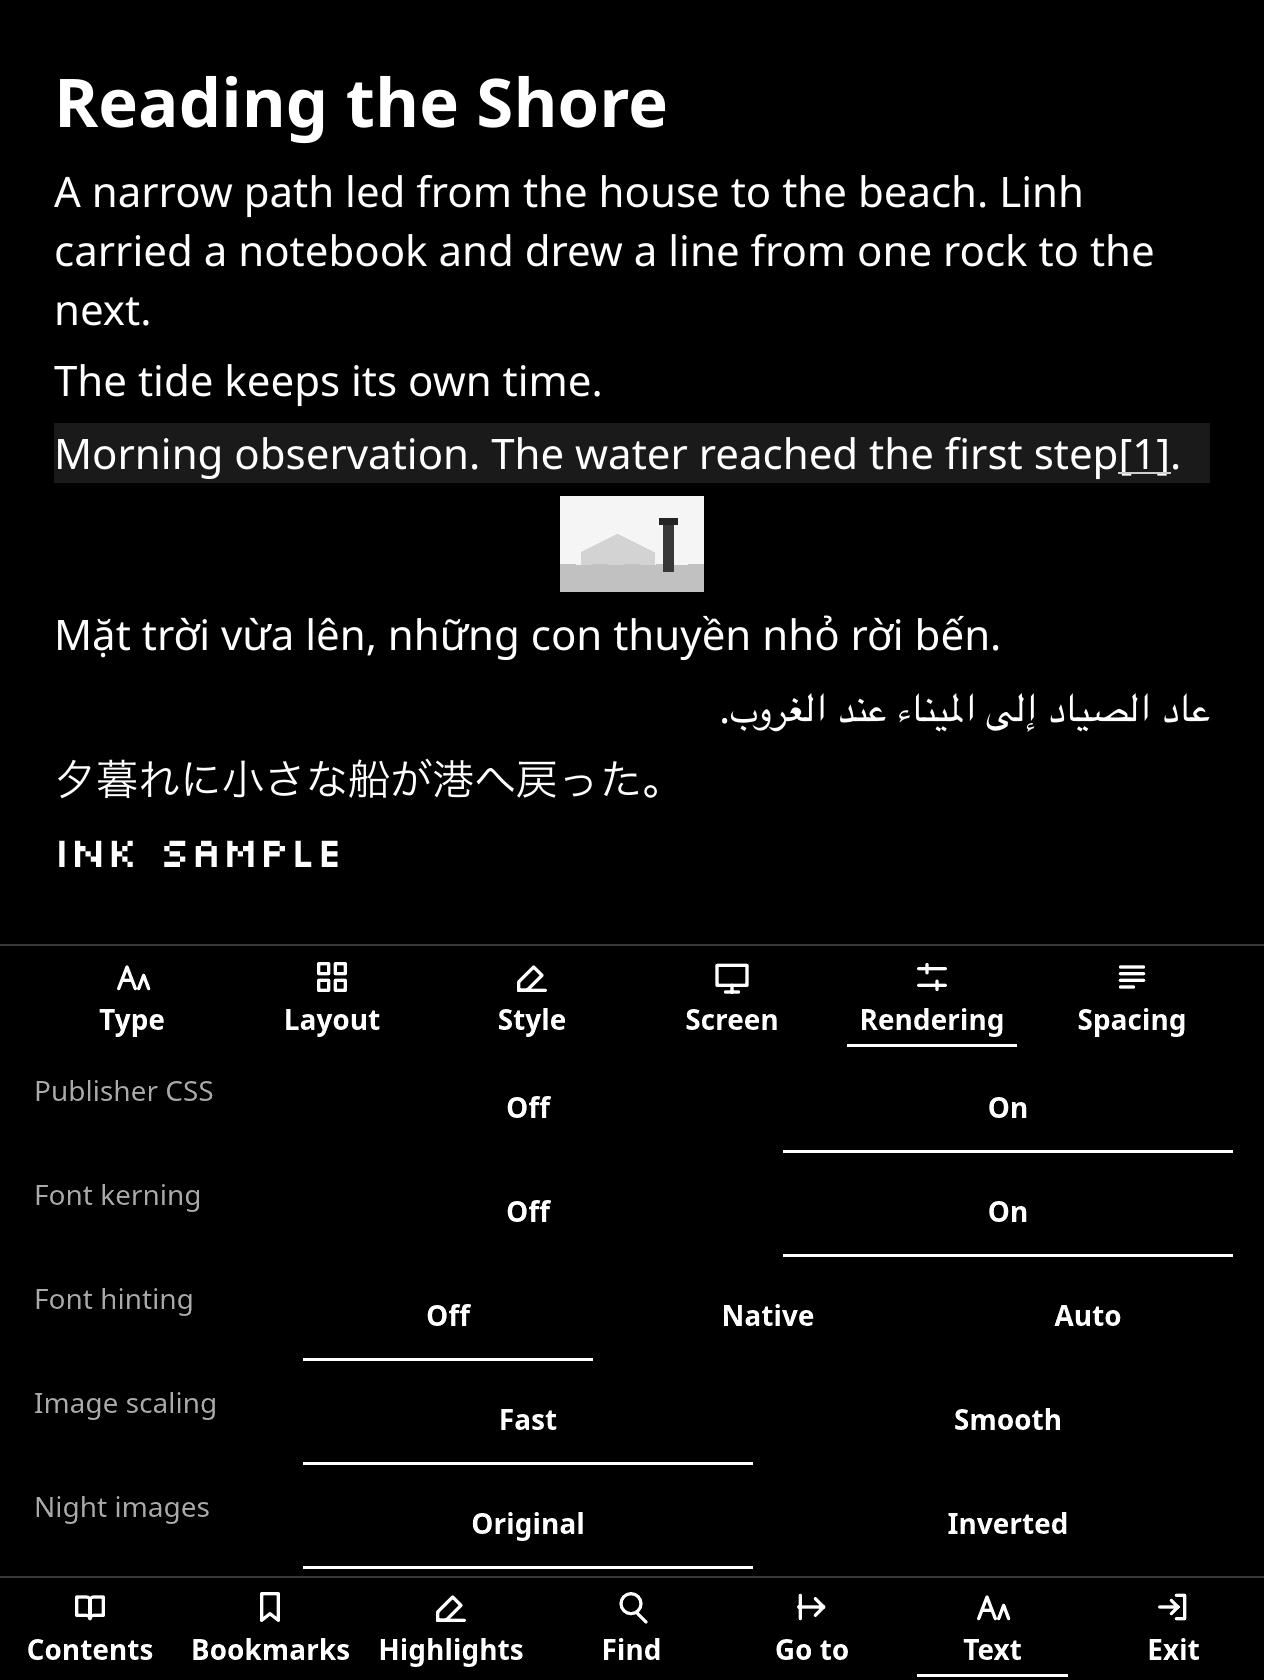 Reading the Shore
A narrow path led from the house to the beach. Linh
carried a notebook and drew a line from one rock to the
next.
The tide keeps its own time.
Morning observation. The water reached the first step[1].
Mặt trời vừa lên, những con thuyền nhỏ rời bến.
عاد الصياد إلى الميناء عند الغروب.
夕暮れに小さな船が港へ戻った。
INK SAMPLE
Type Layout Style Screen Rendering Spacing
Publisher CSS Off On
Font kerning Off On
Font hinting Off Native Auto
Image scaling Fast Smooth
Night images Original Inverted
Contents Bookmarks Highlights Find Go to Text Exit